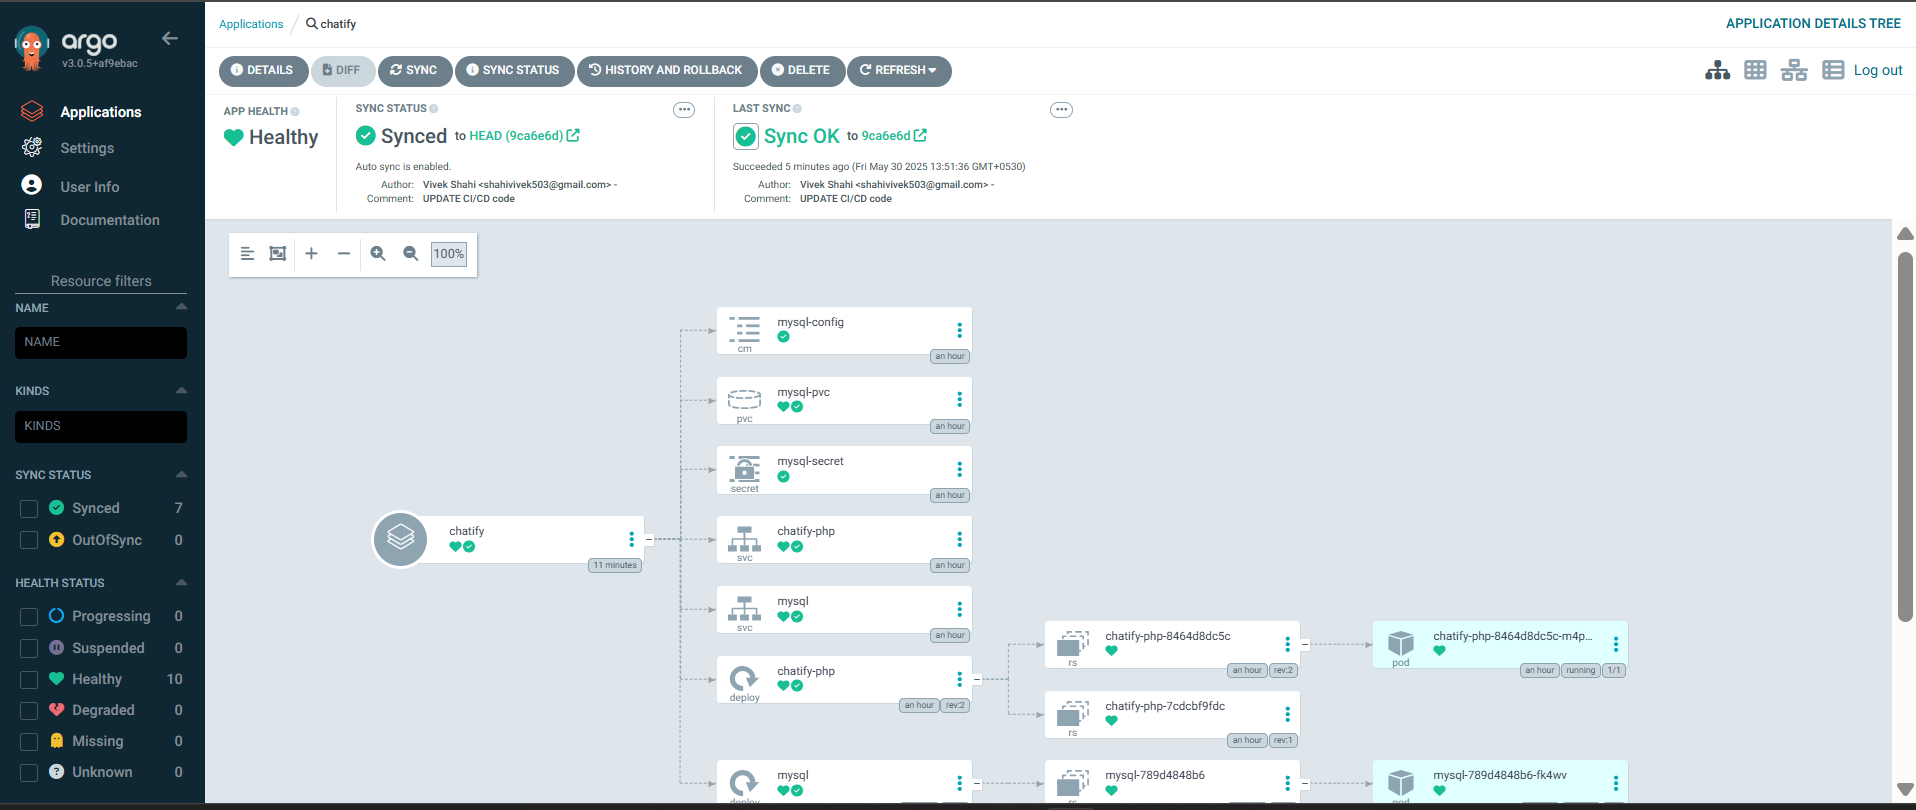 argo
v3.0.5+af9ebac
Applications
Settings
User Info
Documentation
Resource filters
NAME
NAME
KINDS
KINDS
SYNC STATUS
Synced 7
OutOfSync 0
HEALTH STATUS
Progressing 0
Suspended 0
Healthy 10
Degraded 0
Missing 0
Unknown 0
Applications / chatify
APPLICATION DETAILS TREE
DETAILS DIFF SYNC SYNC STATUS HISTORY AND ROLLBACK DELETE REFRESH
Log out
APP HEALTH
Healthy
SYNC STATUS
Synced to HEAD (9ca6e6d)
Auto sync is enabled.
Author: Vivek Shahi <shahivivek503@gmail.com> -
Comment: UPDATE CI/CD code
LAST SYNC
Sync OK to 9ca6e6d
Succeeded 5 minutes ago (Fri May 30 2025 13:51:36 GMT+0530)
Author: Vivek Shahi <shahivivek503@gmail.com> -
Comment: UPDATE CI/CD code
100%
chatify
11 minutes
mysql-config
cm
an hour
mysql-pvc
pvc
an hour
mysql-secret
secret
an hour
chatify-php
svc
an hour
mysql
svc
an hour
chatify-php
deploy
an hour rev:2
chatify-php-8464d8dc5c
rs
an hour rev:2
chatify-php-8464d8dc5c-m4p...
pod
an hour running 1/1
chatify-php-7cdcbf9fdc
rs
an hour rev:1
mysql
deploy
mysql-789d4848b6
rs
mysql-789d4848b6-fk4wv
pod